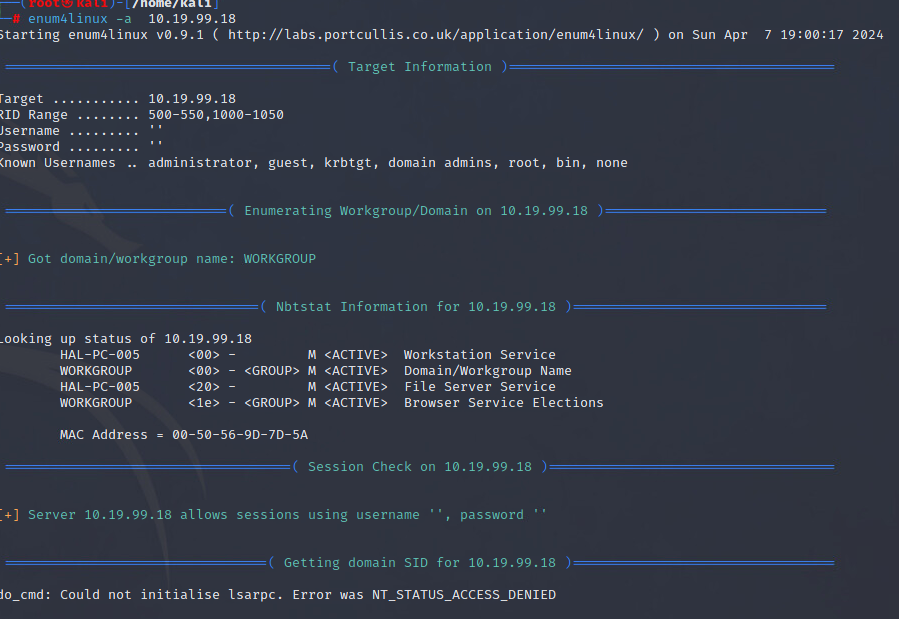 (root㉿kali)-[/home/kali]
# enum4linux -a 10.19.99.18
Starting enum4linux v0.9.1 ( http://labs.portcullis.co.uk/application/enum4linux/ ) on Sun Apr 7 19:00:17 2024
( Target Information )
Target ........... 10.19.99.18
RID Range ........ 500-550,1000-1050
Username ......... ''
Password ......... ''
Known Usernames .. administrator, guest, krbtgt, domain admins, root, bin, none
( Enumerating Workgroup/Domain on 10.19.99.18 )
[+] Got domain/workgroup name: WORKGROUP
( Nbtstat Information for 10.19.99.18 )
Looking up status of 10.19.99.18
HAL-PC-005 <00> - M <ACTIVE> Workstation Service
WORKGROUP <00> - <GROUP> M <ACTIVE> Domain/Workgroup Name
HAL-PC-005 <20> - M <ACTIVE> File Server Service
WORKGROUP <1e> - <GROUP> M <ACTIVE> Browser Service Elections
MAC Address = 00-50-56-9D-7D-5A
( Session Check on 10.19.99.18 )
[+] Server 10.19.99.18 allows sessions using username '', password ''
( Getting domain SID for 10.19.99.18 )
do_cmd: Could not initialise lsarpc. Error was NT_STATUS_ACCESS_DENIED